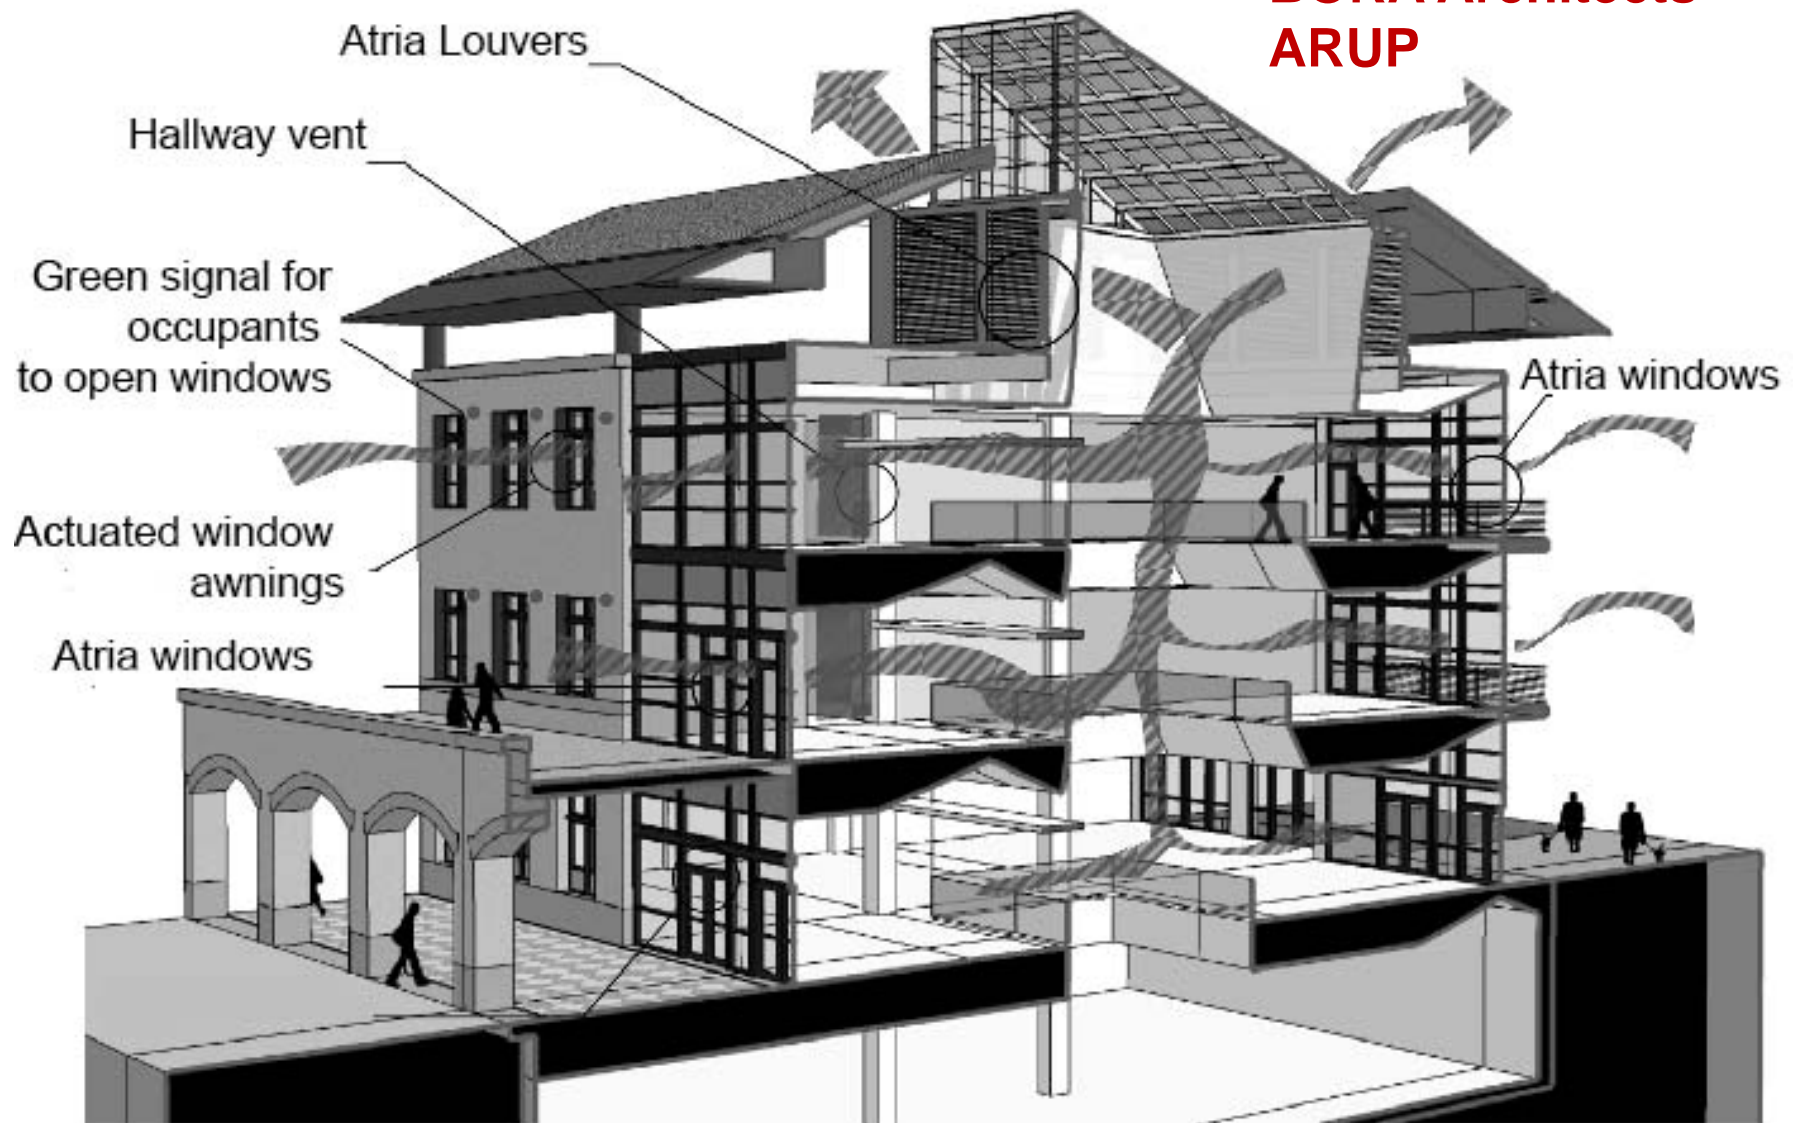 ARUP
Atria Louvers
Hallway vent
Green signal for
occupants
to open windows
Atria windows
Actuated window
awnings
Atria windows